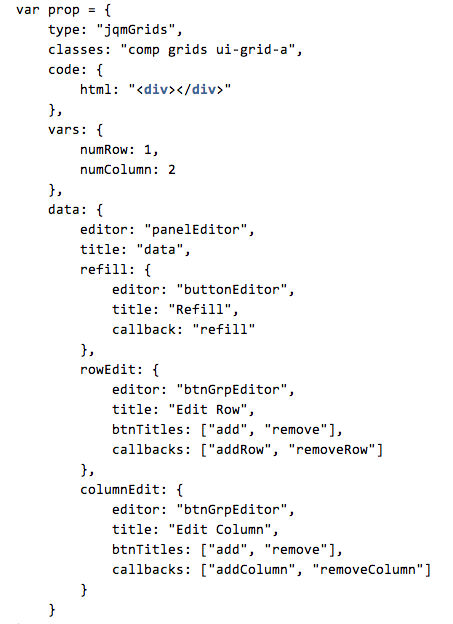 var prop = {
    type: "jqmGrids",
    classes: "comp grids ui-grid-a",
    code: {
        html: "<div></div>"
    },
    vars: {
        numRow: 1,
        numColumn: 2
    },
    data: {
        editor: "panelEditor",
        title: "data",
        refill: {
            editor: "buttonEditor",
            title: "Refill",
            callback: "refill"
        },
        rowEdit: {
            editor: "btnGrpEditor",
            title: "Edit Row",
            btnTitles: ["add", "remove"],
            callbacks: ["addRow", "removeRow"]
        },
        columnEdit: {
            editor: "btnGrpEditor",
            title: "Edit Column",
            btnTitles: ["add", "remove"],
            callbacks: ["addColumn", "removeColumn"]
        }
    }